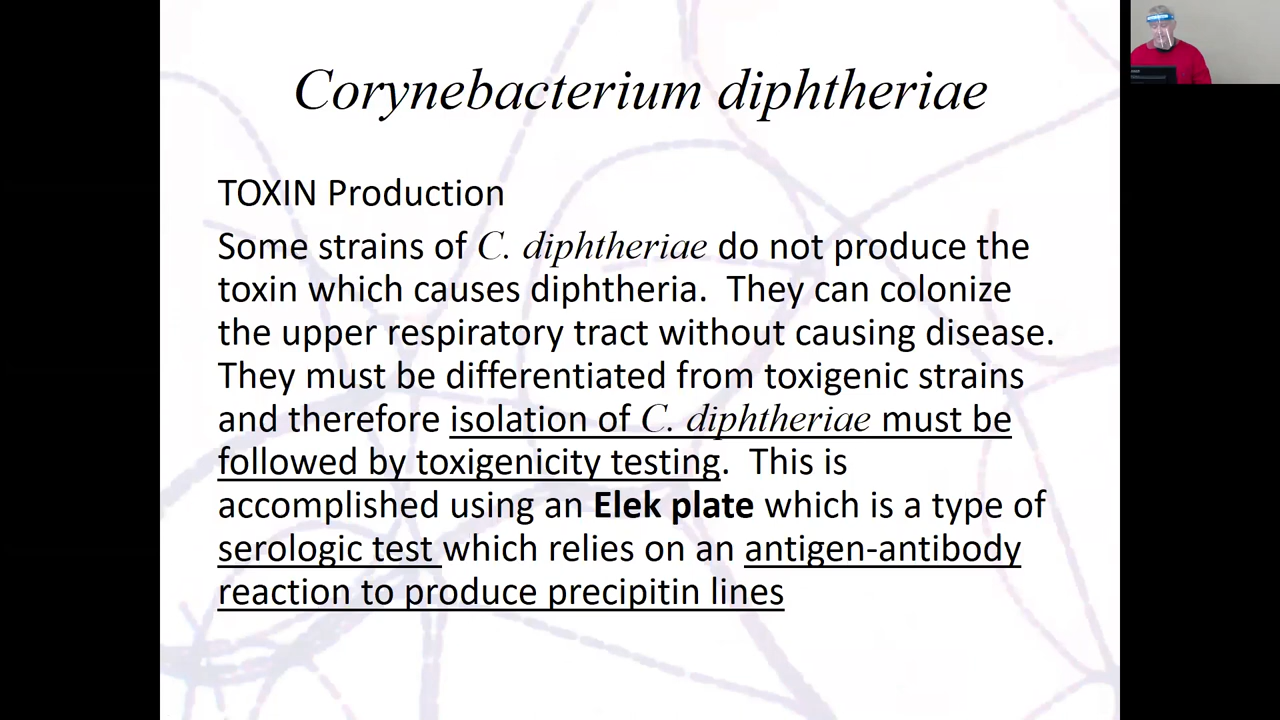 Corynebacterium diphtheriae
TOXIN Production
Some strains of C. diphtheriae do not produce the
toxin which causes diphtheria.  They can colonize
the upper respiratory tract without causing disease.
They must be differentiated from toxigenic strains
and therefore isolation of C. diphtheriae must be
followed by toxigenicity testing.  This is
accomplished using an Elek plate which is a type of
serologic test which relies on an antigen-antibody
reaction to produce precipitin lines